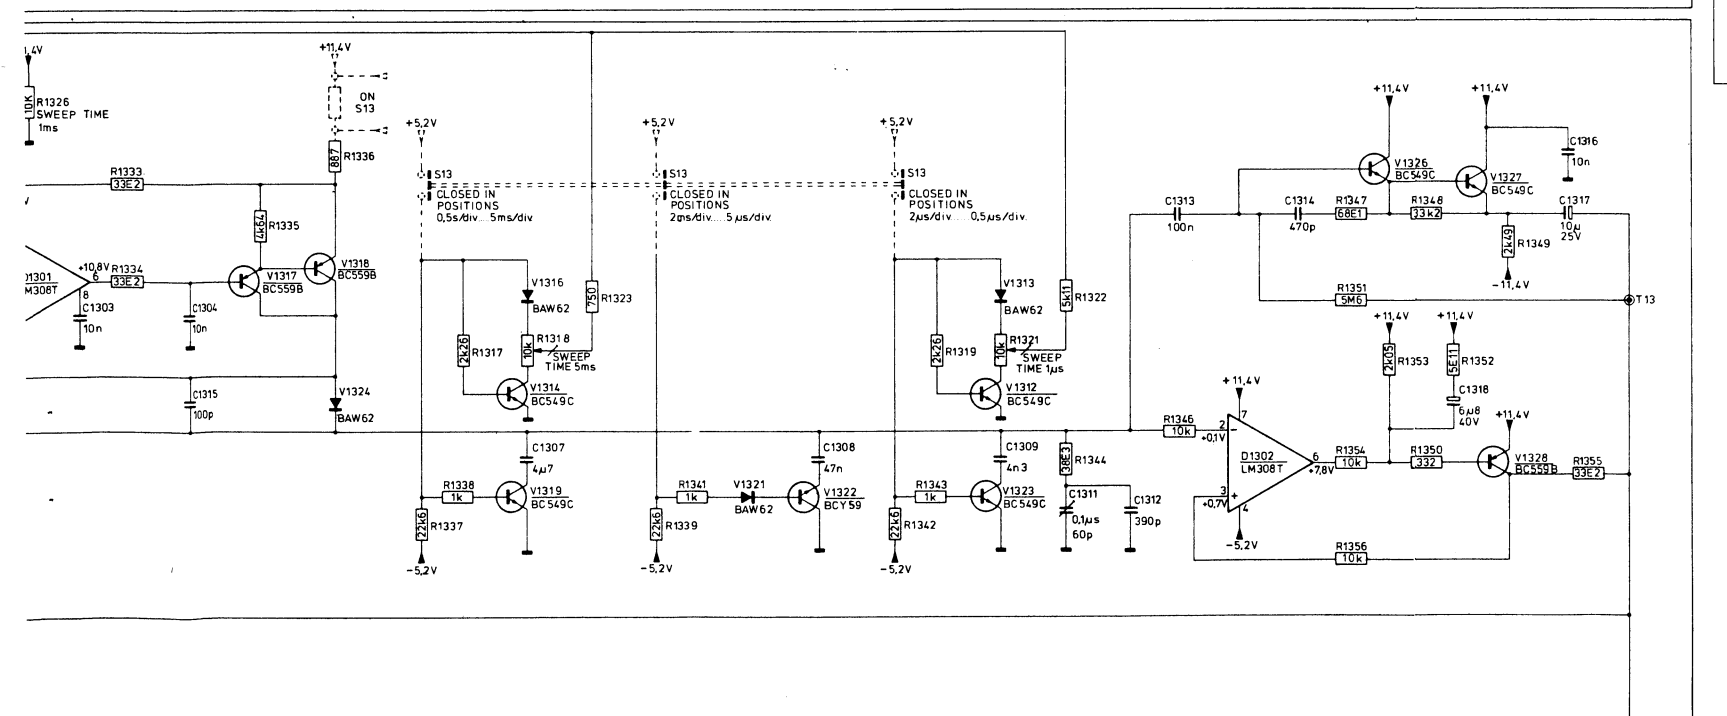 +11,4V
R1326
10K
SWEEP TIME
1ms
ON
S13
887
R1336
R1333
33E2
4k64
R1335
+10,8V
6
R1334
33E2
8
C1303
10n
C1304
10n
V1317
BC559B
V1318
BC559B
C1315
100p
V1324
BAW62
+5,2V
S13
CLOSED IN
POSITIONS
0,5s/div....5ms/div.
V1316
BAW62
2k26
R1317
10k
R1318
SWEEP
TIME 5ms
750
R1323
V1314
BC549C
C1307
4µ7
R1338
1k
V1319
BC549C
22k6
R1337
-5,2V
+5,2V
S13
CLOSED IN
POSITIONS
2ms/div....5µs/div.
R1341
1k
V1321
BAW62
C1308
47n
V1322
BCY59
22k6
R1339
-5,2V
+5,2V
S13
CLOSED IN
POSITIONS
2µs/div.....0,5µs/div.
V1313
BAW62
5k11
R1322
2k26
R1319
10k
R1321
SWEEP
TIME 1µs
V1312
BC549C
C1309
4n3
R1343
1k
V1323
BC549C
22k6
R1342
-5,2V
38E3
R1344
C1311
0,1µs
60p
C1312
390p
+11,4V
+11,4V
V1326
BC549C
V1327
BC549C
C1316
10n
C1313
100n
C1314
470p
R1347
68E1
R1348
33k2
C1317
10µ
25V
2k49
R1349
-11,4V
R1351
5M6
T13
+11,4V
+11,4V
2k05
R1353
5E11
R1352
C1318
6µ8
40V
+11,4V
7
R1346
10k
2
+0,1V
-
D1302
LM308T
6
+7,8V
R1354
10k
R1350
332
+11,4V
V1328
BC559B
R1355
33E2
3
+0,7V
+
4
-5,2V
R1356
10k